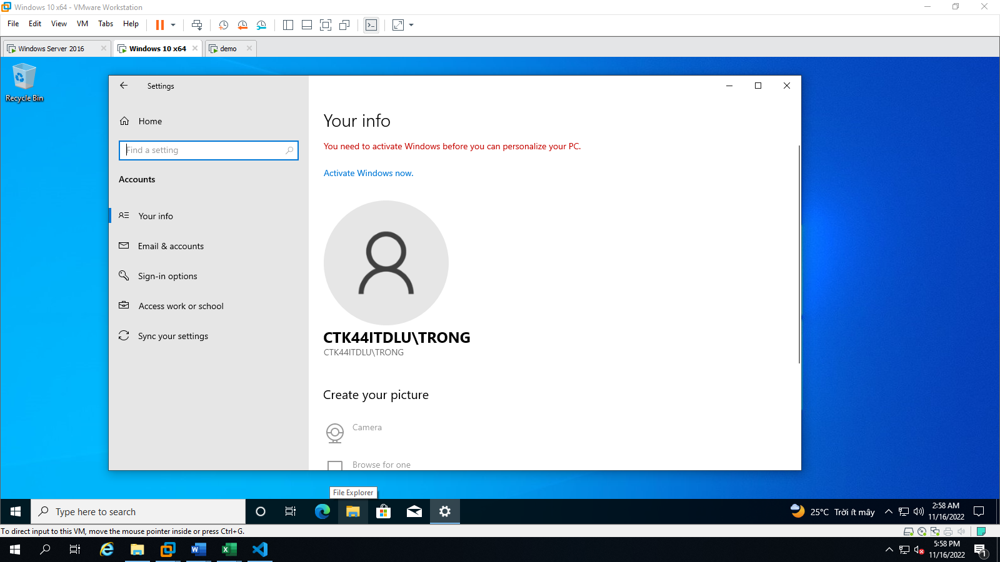 Windows 10 x64 - VMware Workstation
File Edit View VM Tabs Help
Windows Server 2016
Windows 10 x64
demo
Recycle Bin
Settings
Home
Find a setting
Accounts
Your info
Email & accounts
Sign-in options
Access work or school
Sync your settings
Your info
You need to activate Windows before you can personalize your PC.
Activate Windows now.
CTK44ITDLU\TRONG
CTK44ITDLU\TRONG
Create your picture
Camera
Browse for one
File Explorer
Type here to search
25°C Trời ít mây
2:58 AM
11/16/2022
To direct input to this VM, move the mouse pointer inside or press Ctrl+G.
5:58 PM
11/16/2022
1